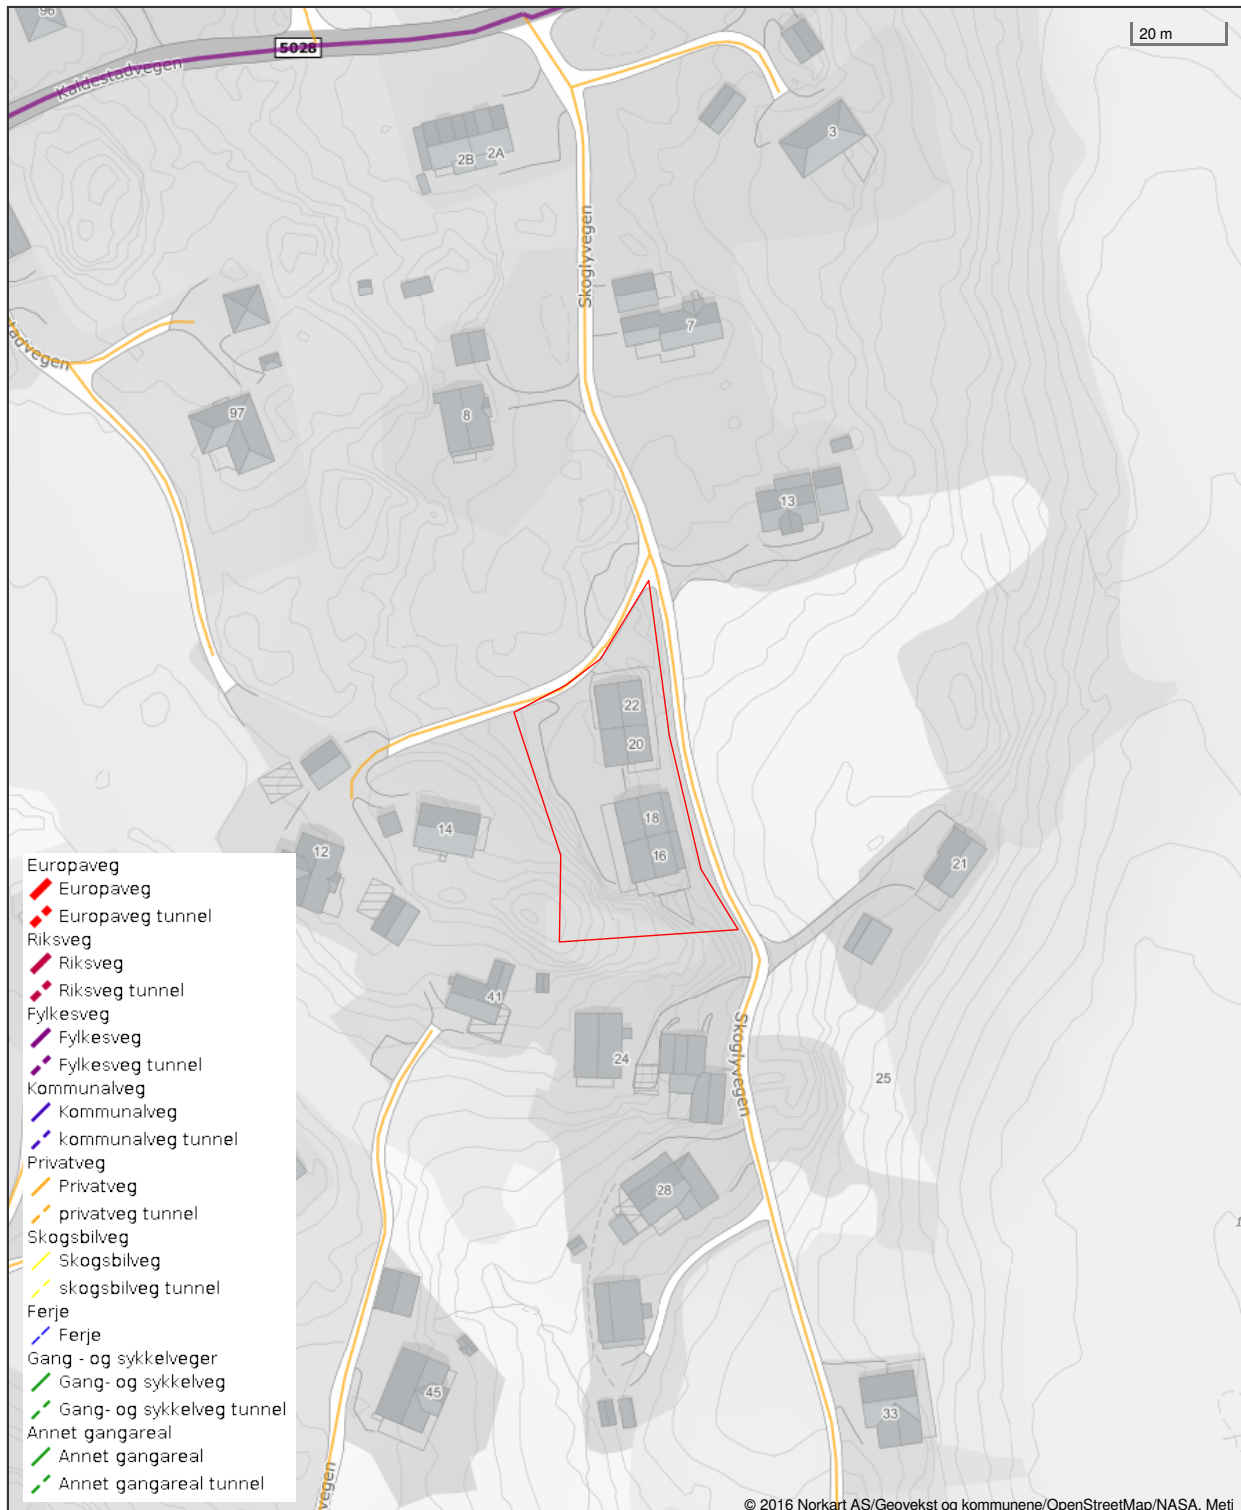 96
20 m
5028
Kaldestadvegen
3
2B 2A
Skoglyvegen
7
tadvegen
97
8
13
22
20
18
14
16
12
21
41
24
Skoglyvegen
25
28
45
33
vegen
Europaveg
Europaveg
Europaveg tunnel
Riksveg
Riksveg
Riksveg tunnel
Fylkesveg
Fylkesveg
Fylkesveg tunnel
Kommunalveg
Kommunalveg
kommunalveg tunnel
Privatveg
Privatveg
privatveg tunnel
Skogsbilveg
Skogsbilveg
skogsbilveg tunnel
Ferje
Ferje
Gang - og sykkelveger
Gang- og sykkelveg
Gang- og sykkelveg tunnel
Annet gangareal
Annet gangareal
Annet gangareal tunnel
© 2016 Norkart AS/Geovekst og kommunene/OpenStreetMap/NASA, Meti